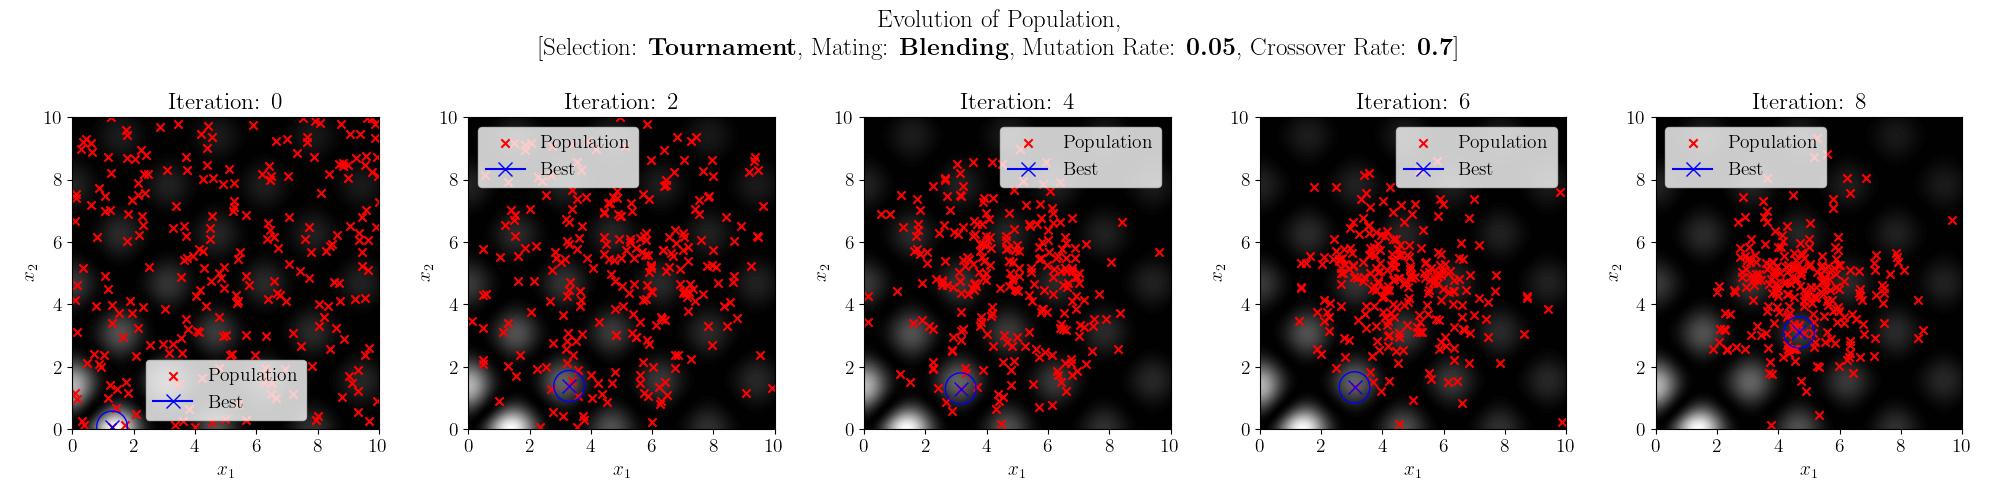 Evolution of Population,
[Selection: Tournament, Mating: Blending, Mutation Rate: 0.05, Crossover Rate: 0.7]
Iteration: 0
10
8
6
4
2
0
x2
Population
Best
0 2 4 6 8 10
x1
Iteration: 2
10
8
6
4
2
0
x2
Population
Best
0 2 4 6 8 10
x1
Iteration: 4
10
8
6
4
2
0
x2
Population
Best
0 2 4 6 8 10
x1
Iteration: 6
10
8
6
4
2
0
x2
Population
Best
0 2 4 6 8 10
x1
Iteration: 8
10
8
6
4
2
0
x2
Population
Best
0 2 4 6 8 10
x1